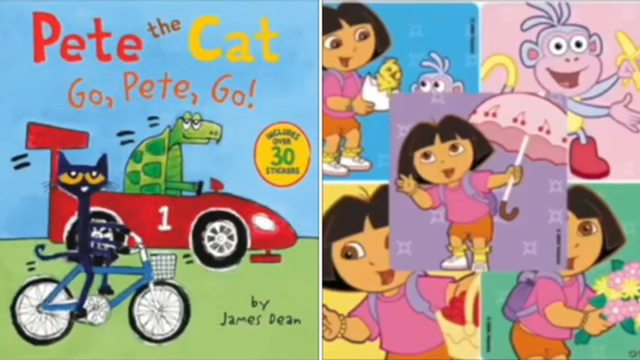 Pete the Cat
Go, Pete, Go!
INCLUDES
OVER
30
STICKERS
1
by
James Dean